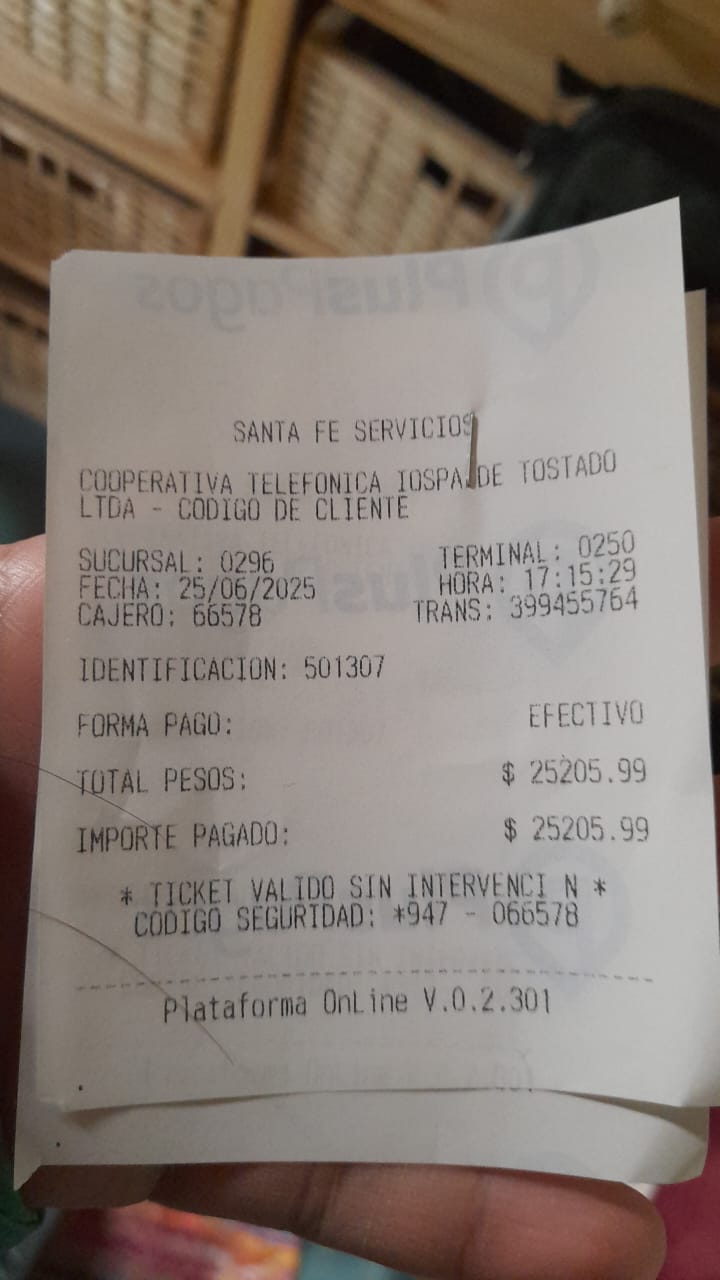 PlusPagos
SANTA FE SERVICIOS
COOPERATIVA TELEFONICA IOSPA DE TOSTADO
LTDA - CODIGO DE CLIENTE
SUCURSAL: 0296 TERMINAL: 0250
FECHA: 25/06/2025 HORA: 17:15:29
CAJERO: 66578 TRANS: 399455764
IDENTIFICACION: 501307
FORMA PAGO: EFECTIVO
TOTAL PESOS: $ 25205.99
IMPORTE PAGADO: $ 25205.99
* TICKET VALIDO SIN INTERVENCI N *
CODIGO SEGURIDAD: *947 - 066578
Plataforma OnLine V.0.2.301